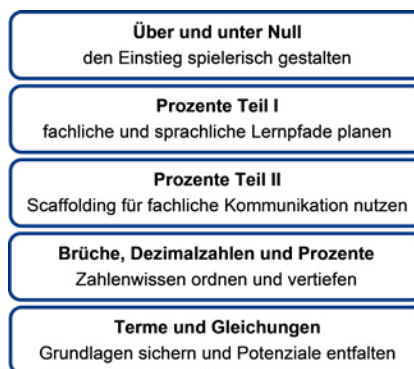 Über und unter Null
den Einstieg spielerisch gestalten
Prozente Teil I
fachliche und sprachliche Lernpfade planen
Prozente Teil II
Scaffolding für fachliche Kommunikation nutzen
Brüche, Dezimalzahlen und Prozente
Zahlenwissen ordnen und vertiefen
Terme und Gleichungen
Grundlagen sichern und Potenziale entfalten